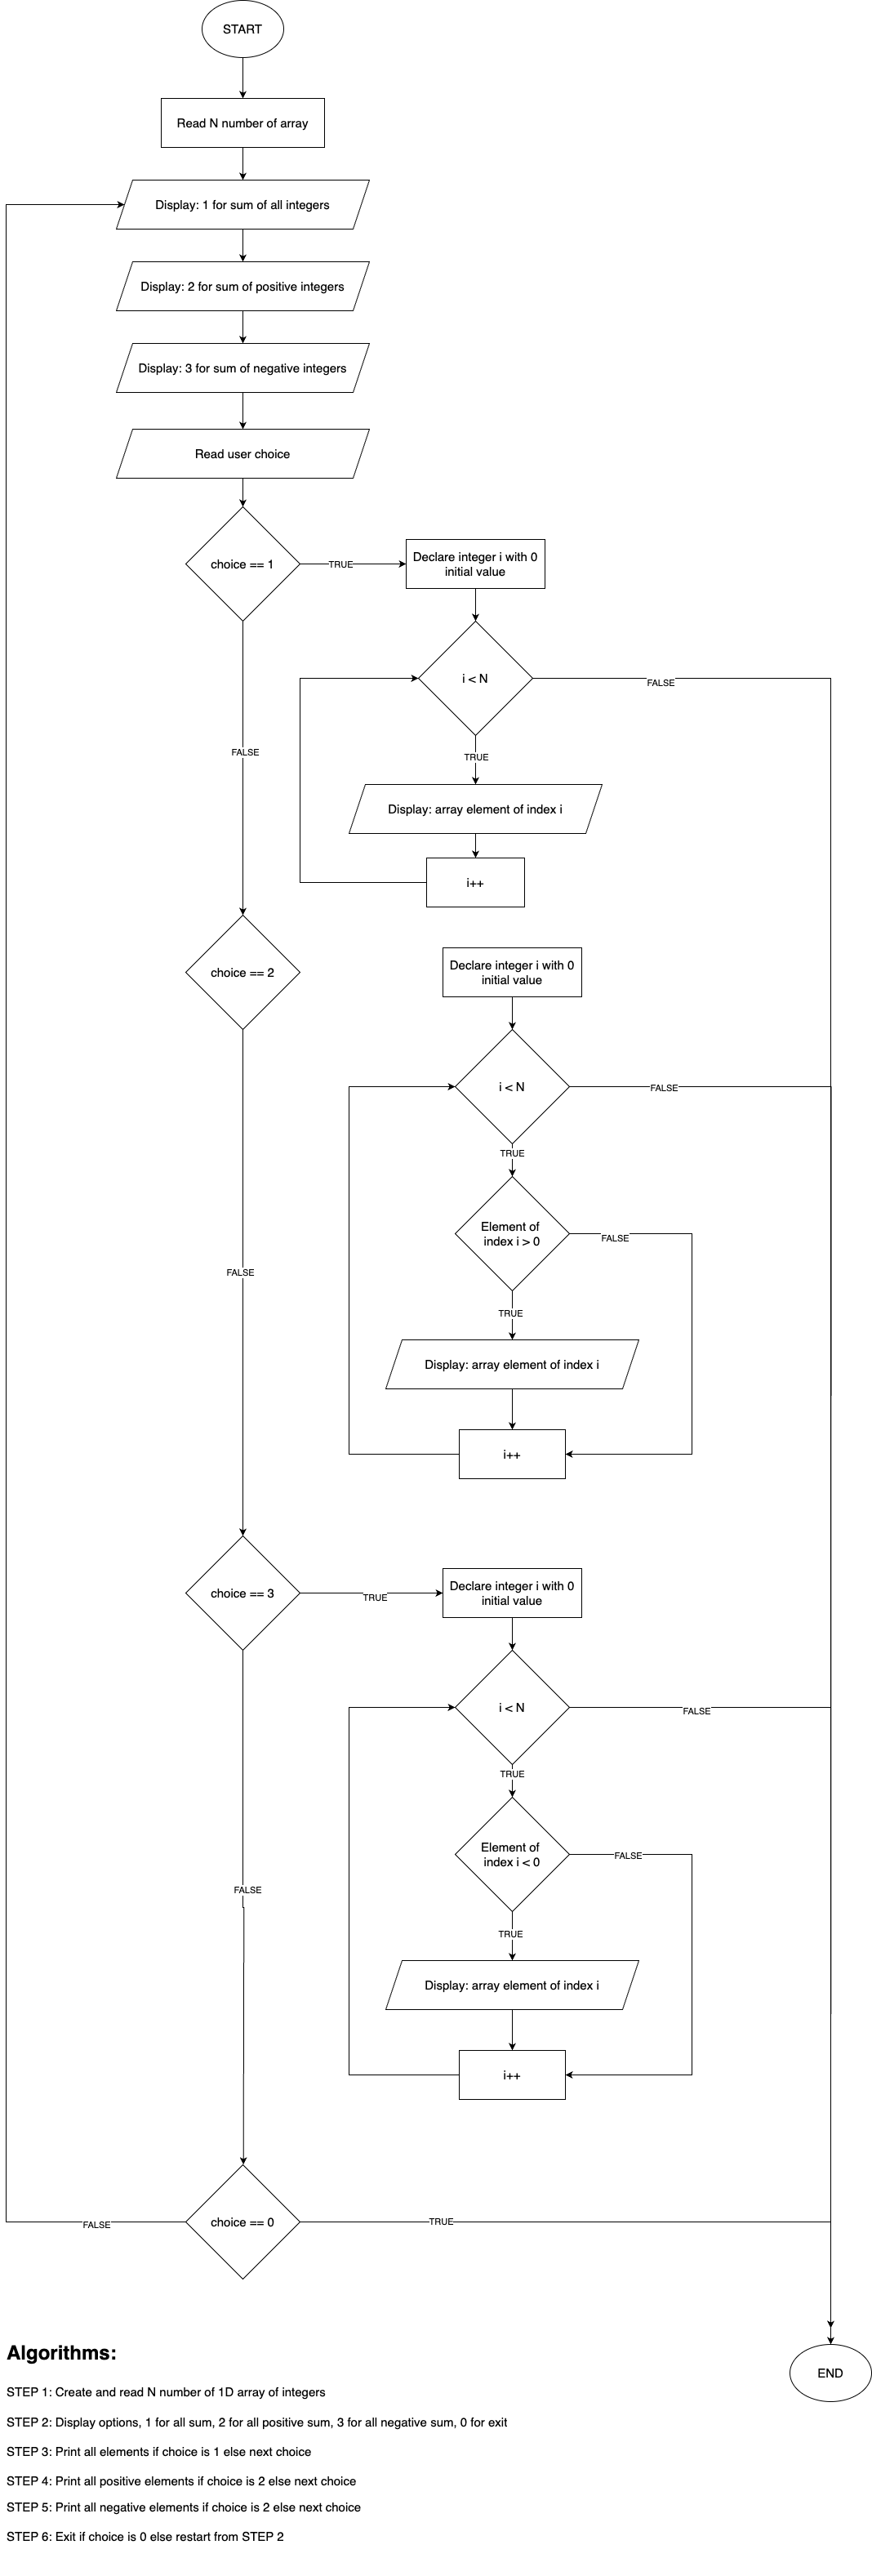 START
Read N number of array
Display: 1 for sum of all integers
Display: 2 for sum of positive integers
Display: 3 for sum of negative integers
Read user choice
choice == 1
TRUE
Declare integer i with 0
initial value
i < N
FALSE
TRUE
FALSE
Display: array element of index i
i++
choice == 2
Declare integer i with 0
initial value
i < N
FALSE
TRUE
Element of
index i > 0
FALSE
FALSE
TRUE
Display: array element of index i
i++
choice == 3
TRUE
Declare integer i with 0
initial value
i < N
FALSE
TRUE
Element of
index i < 0
FALSE
FALSE
TRUE
Display: array element of index i
i++
choice == 0
FALSE
TRUE
END
Algorithms:
STEP 1: Create and read N number of 1D array of integers
STEP 2: Display options, 1 for all sum, 2 for all positive sum, 3 for all negative sum, 0 for exit
STEP 3: Print all elements if choice is 1 else next choice
STEP 4: Print all positive elements if choice is 2 else next choice
STEP 5: Print all negative elements if choice is 2 else next choice
STEP 6: Exit if choice is 0 else restart from STEP 2